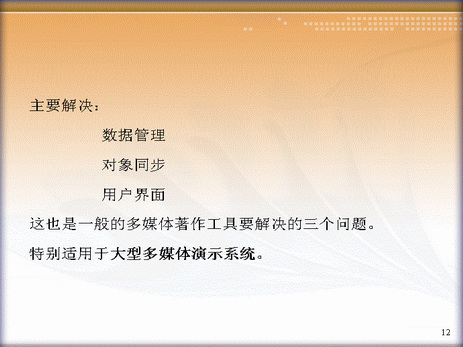 主要解决：
数据管理
对象同步
用户界面
这也是一般的多媒体著作工具要解决的三个问题。
特别适用于大型多媒体演示系统。
12